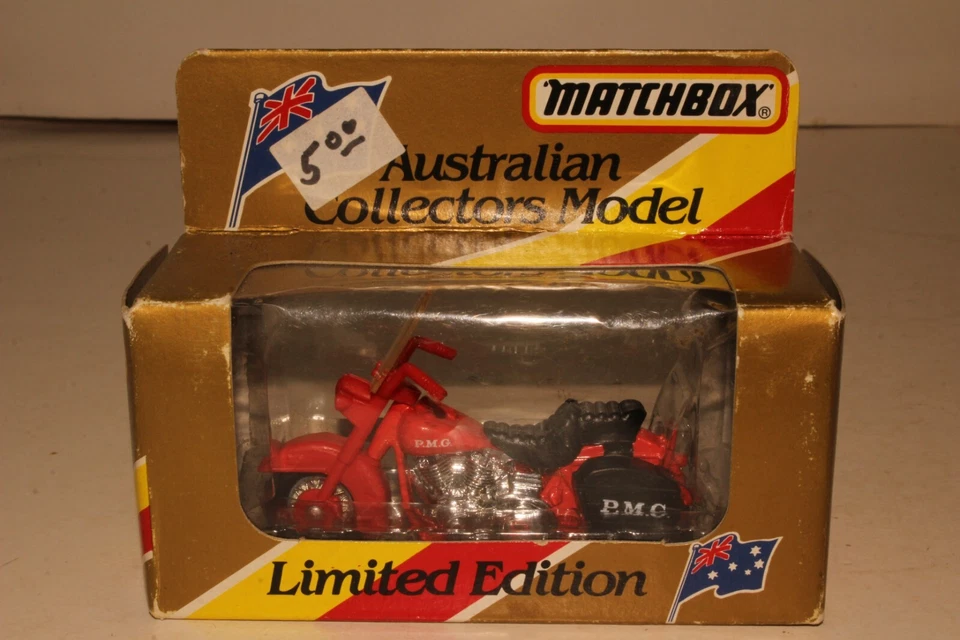 MATCHBOX®
5⁰⁰
Australian
Collectors Model
P.M.G.
P.M.G
Limited Edition